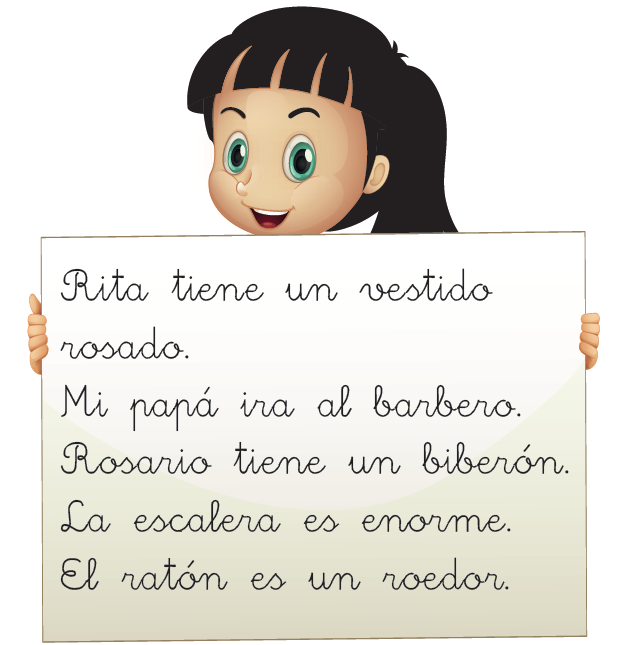 Rita tiene un vestido
rosado.
Mi papá ira al barbero.
Rosario tiene un biberón.
La escalera es enorme.
El ratón es un roedor.